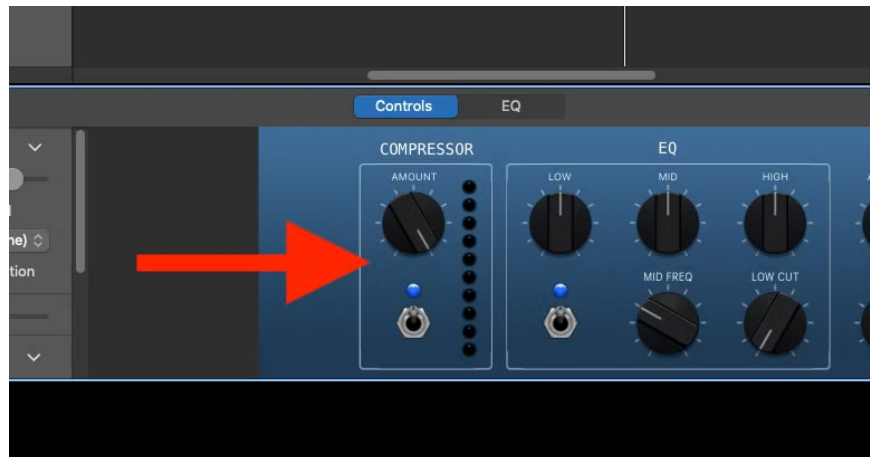 Controls EQ
COMPRESSOR EQ
AMOUNT LOW MID HIGH
ne)
tion
MID FREQ LOW CUT